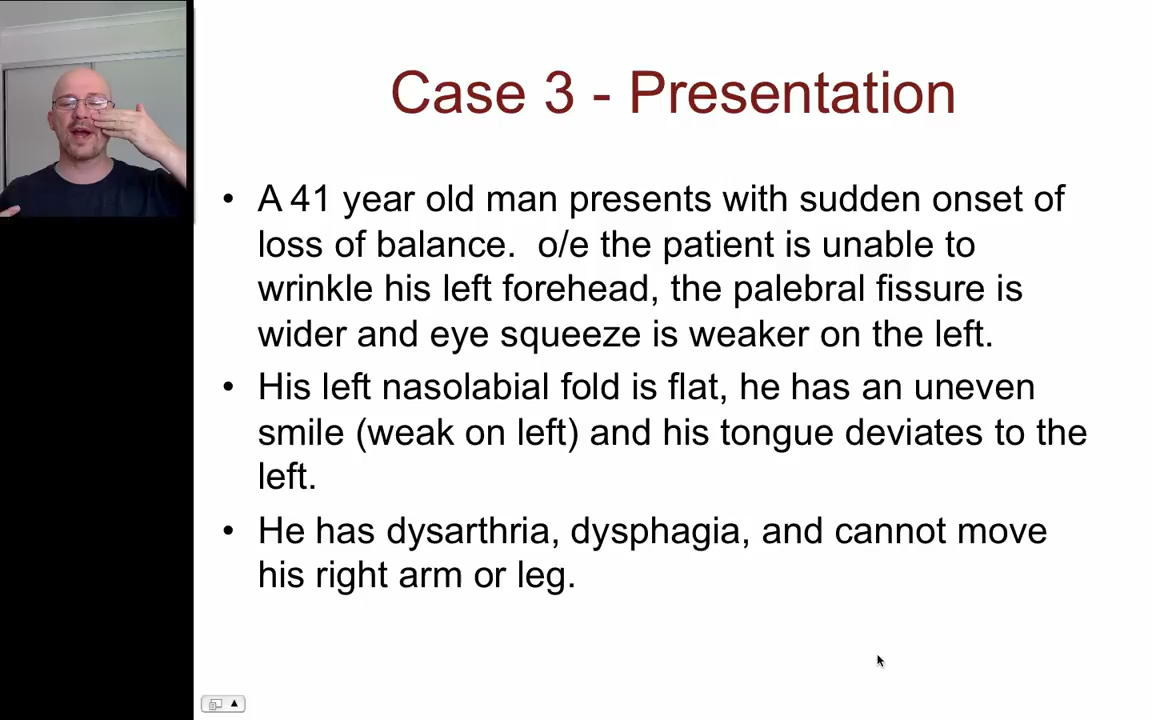 Case 3 - Presentation
• A 41 year old man presents with sudden onset of
loss of balance. o/e the patient is unable to
wrinkle his left forehead, the palebral fissure is
wider and eye squeeze is weaker on the left.
• His left nasolabial fold is flat, he has an uneven
smile (weak on left) and his tongue deviates to the
left.
• He has dysarthria, dysphagia, and cannot move
his right arm or leg.